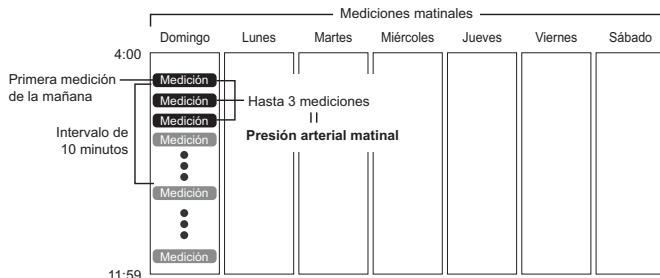 Mediciones matinales
Domingo Lunes Martes Miércoles Jueves Viernes Sábado
4:00
Primera medición
de la mañana
Medición
Medición
Hasta 3 mediciones
Medición
Presión arterial matinal
Intervalo de
10 minutos
Medición
Medición
Medición
11:59